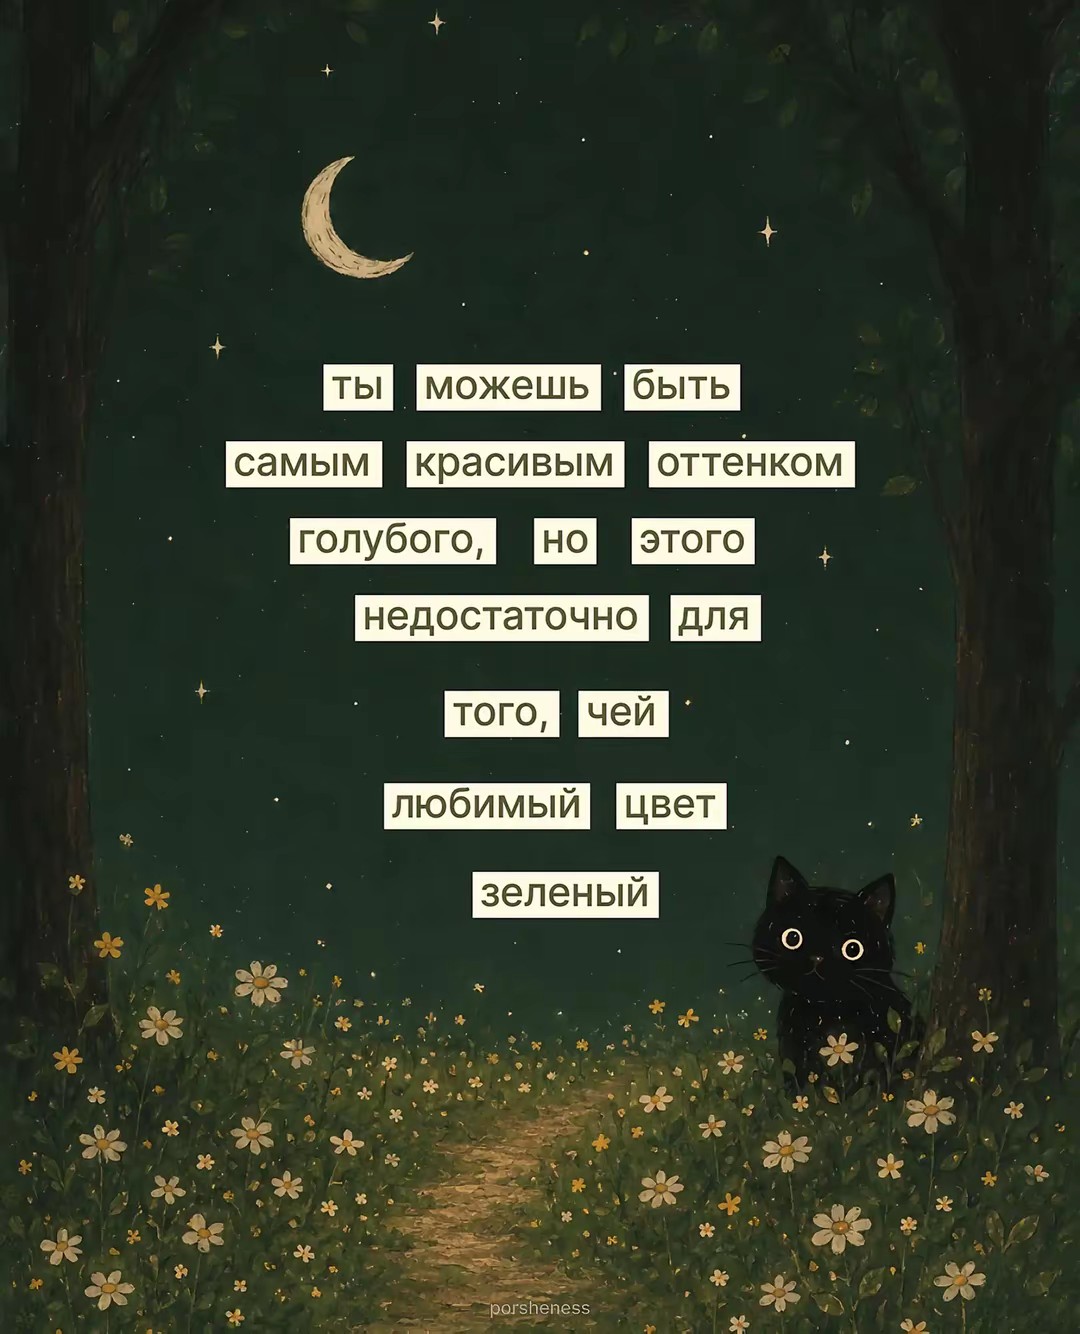 ты можешь быть
самым красивым оттенком
голубого, но этого
недостаточно для
того, чей
любимый цвет
зеленый
porsheness